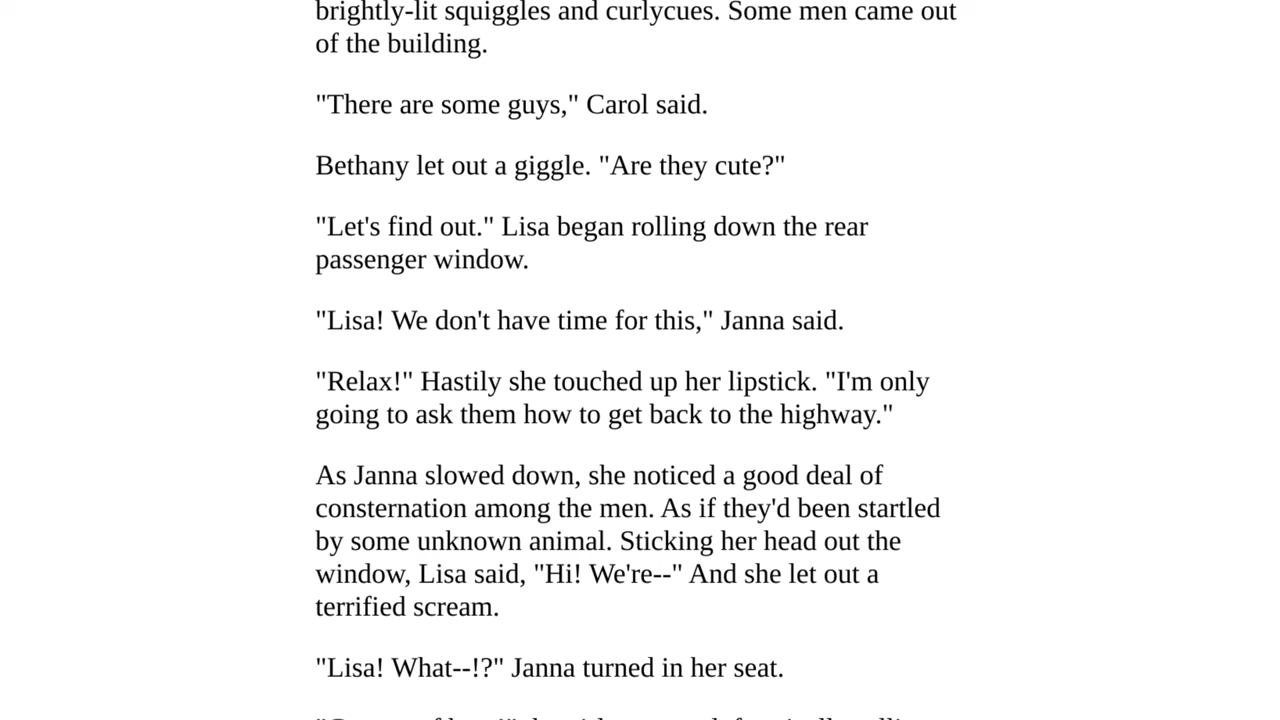 brightly-lit squiggles and curlycues. Some men came out
of the building.
"There are some guys," Carol said.
Bethany let out a giggle. "Are they cute?"
"Let's find out." Lisa began rolling down the rear
passenger window.
"Lisa! We don't have time for this," Janna said.
"Relax!" Hastily she touched up her lipstick. "I'm only
going to ask them how to get back to the highway."
As Janna slowed down, she noticed a good deal of
consternation among the men. As if they'd been startled
by some unknown animal. Sticking her head out the
window, Lisa said, "Hi! We're--" And she let out a
terrified scream.
"Lisa! What--!?" Janna turned in her seat.